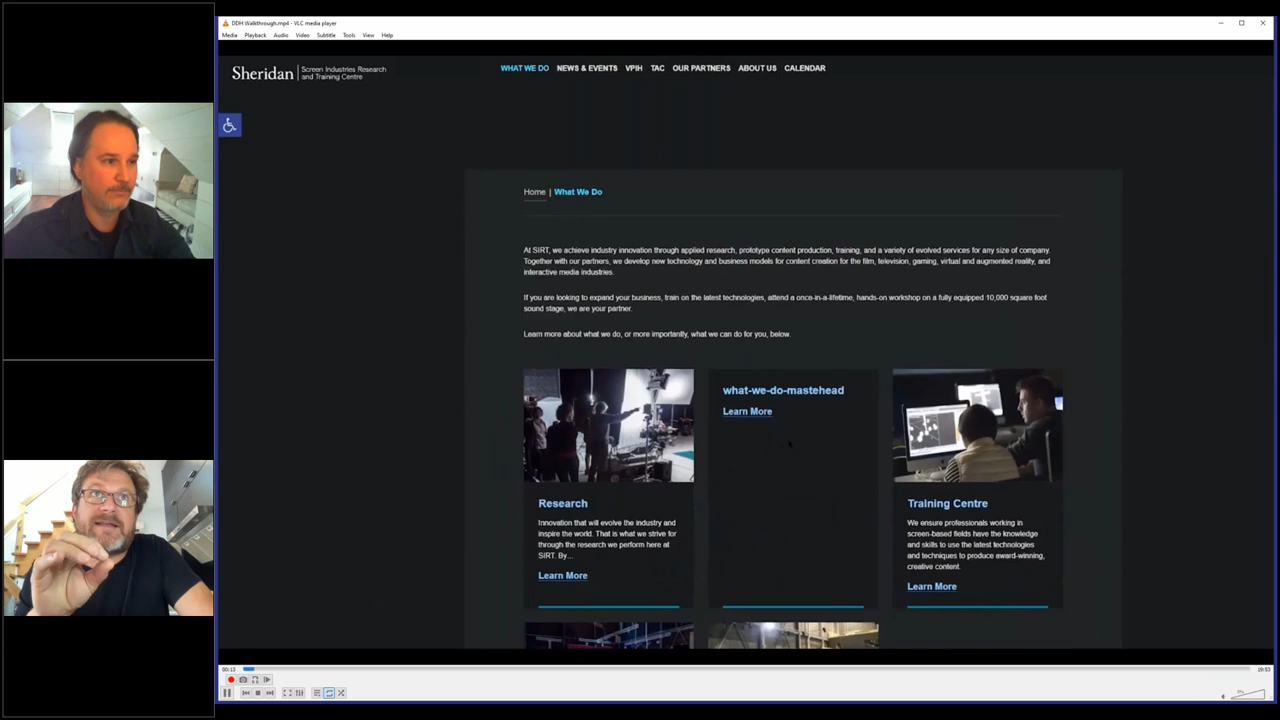 DDH Walkthrough.mp4 - VLC media player
Media Playback Audio Video Subtitle Tools View Help
Sheridan
Screen Industries Research
and Training Centre
WHAT WE DO NEWS & EVENTS VPIH TAC OUR PARTNERS ABOUT US CALENDAR
Home | What We Do
At SIRT, we achieve industry innovation through applied research, prototype content production, training, and a variety of evolved services for any size of company.
Together with our partners, we develop new technology and business models for content creation for the film, television, gaming, virtual and augmented reality, and
interactive media industries.
If you are looking to expand your business, train on the latest technologies, attend a once-in-a-lifetime, hands-on workshop on a fully equipped 10,000 square foot
sound stage, we are your partner.
Learn more about what we do, or more importantly, what we can do for you, below.
what-we-do-mastehead
Learn More
Research
Innovation that will evolve the industry and
inspire the world. That is what we strive for
through the research we perform here at
SIRT. By...
Learn More
Training Centre
We ensure professionals working in
screen-based fields have the knowledge
and skills to use the latest technologies
and techniques to produce award-winning,
creative content.
Learn More
00:13
19:53